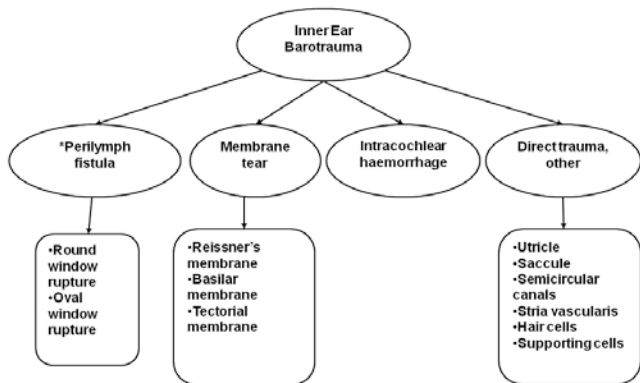 Inner Ear
Barotrauma
*Perilymph
fistula
Membrane
tear
Intracochlear
haemorrhage
Direct trauma,
other
•Round
window
rupture
•Oval
window
rupture
•Reissner's
membrane
•Basilar
membrane
•Tectorial
membrane
•Utricle
•Saccule
•Semicircular
canals
•Stria vascularis
•Hair cells
•Supporting cells